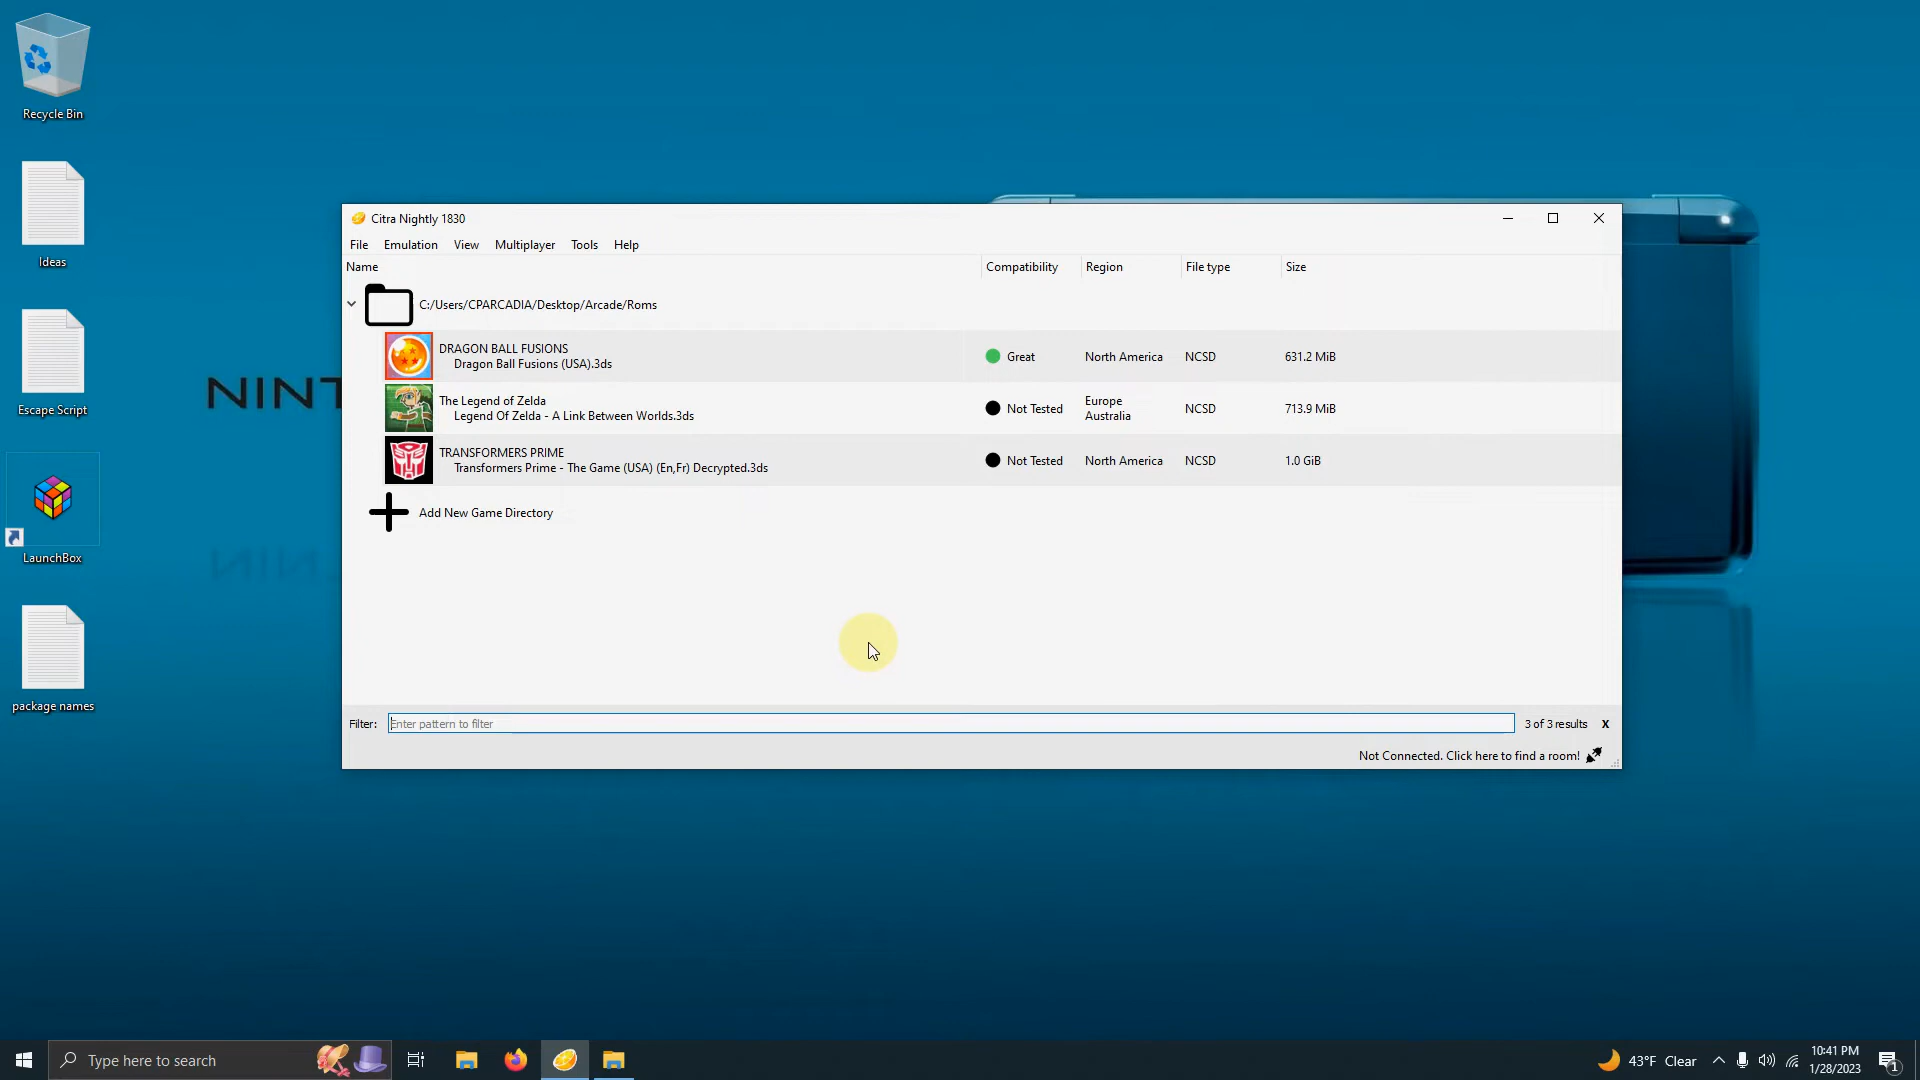 Recycle Bin
Ideas
Escape Script
LaunchBox
package names
NINT
Citra Nightly 1830
File Emulation View Multiplayer Tools Help
Name Compatibility Region File type Size
C:/Users/CPARCADIA/Desktop/Arcade/Roms
DRAGON BALL FUSIONS
Dragon Ball Fusions (USA).3ds
Great North America NCSD 631.2 MiB
The Legend of Zelda
Legend Of Zelda - A Link Between Worlds.3ds
Not Tested Europe Australia NCSD 713.9 MiB
TRANSFORMERS PRIME
Transformers Prime - The Game (USA) (En,Fr) Decrypted.3ds
Not Tested North America NCSD 1.0 GiB
Add New Game Directory
Filter: Enter pattern to filter 3 of 3 results X
Not Connected. Click here to find a room!
Type here to search
43°F Clear
10:41 PM
1/28/2023
1